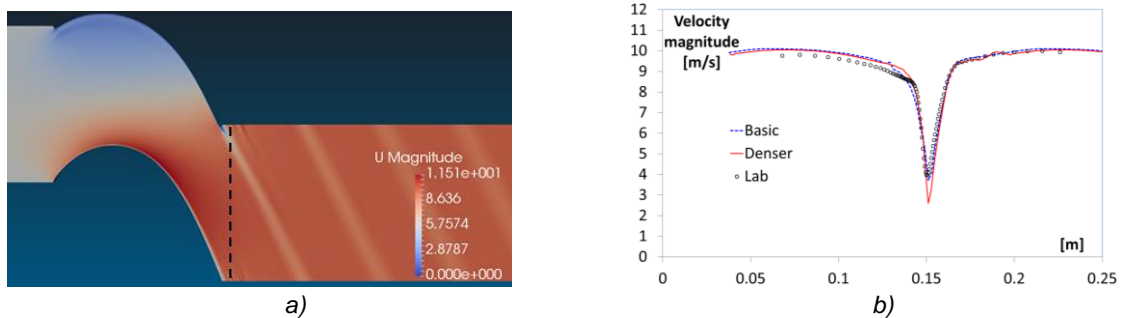 U Magnitude
1.151e+001
8.636
5.7574
2.8787
0.000e+000
a)
12
11
10
9
8
7
6
5
4
3
2
1
0
Velocity
magnitude
[m/s]
Basic
Denser
Lab
[m]
0 0.05 0.1 0.15 0.2 0.25
b)